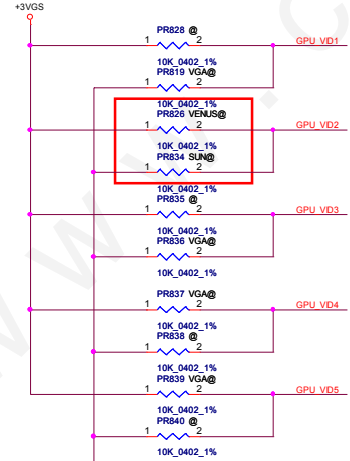 +3VGS
PR828 @
1 2 GPU_VID1
10K_0402_1%
PR819 VGA@
1 2
10K_0402_1%
PR826 VENUS@
1 2 GPU_VID2
10K_0402_1%
PR834 SUN@
1 2
10K_0402_1%
PR835 @
1 2 GPU_VID3
10K_0402_1%
PR836 VGA@
1 2
10K_0402_1%
PR837 VGA@
1 2 GPU_VID4
10K_0402_1%
PR838 @
1 2
10K_0402_1%
PR839 VGA@
1 2 GPU_VID5
10K_0402_1%
PR840 @
1 2
10K_0402_1%